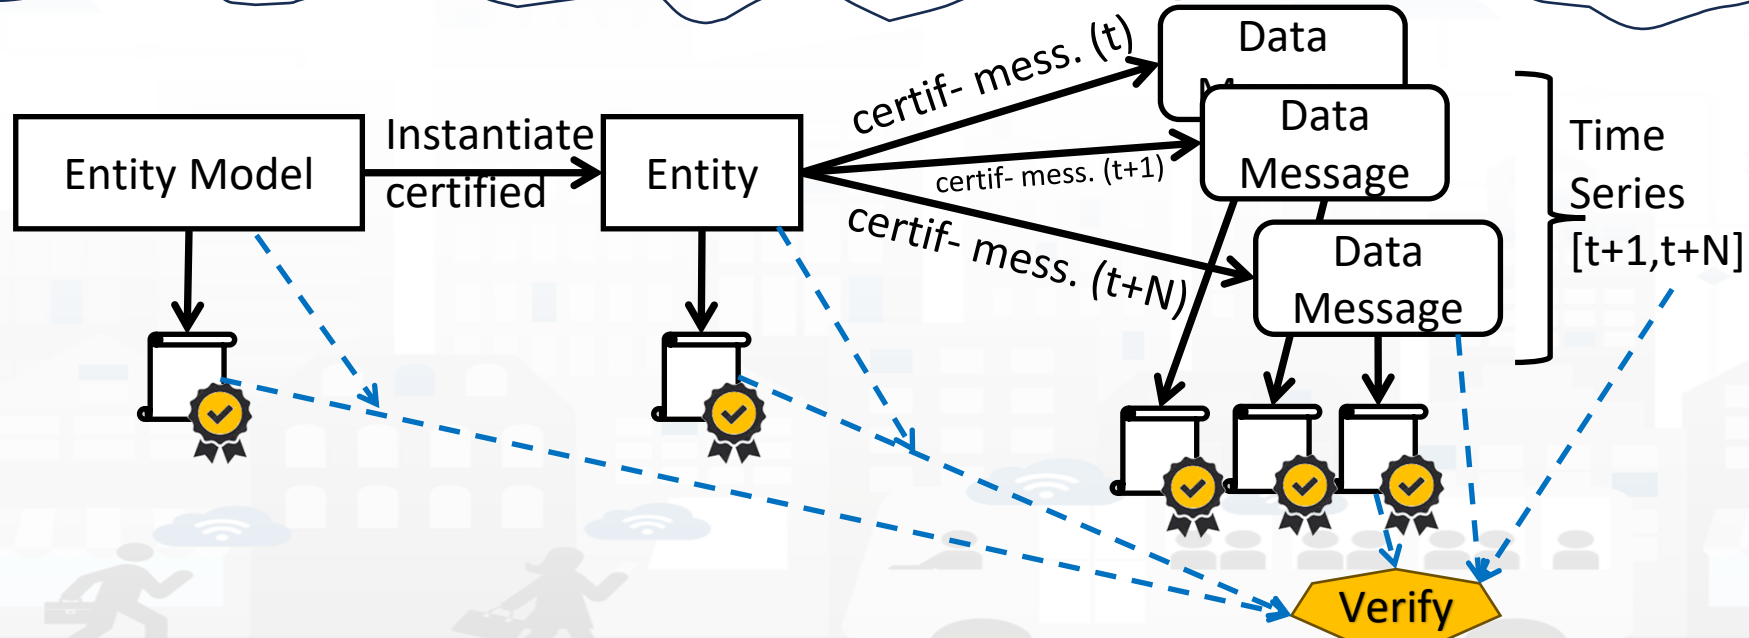 Entity Model
Instantiate
certified
Entity
certif- mess. (t)
certif- mess. (t+1)
certif- mess. (t+N)
Data
Data
Message
Data
Message
Time
Series
[t+1,t+N]
Verify